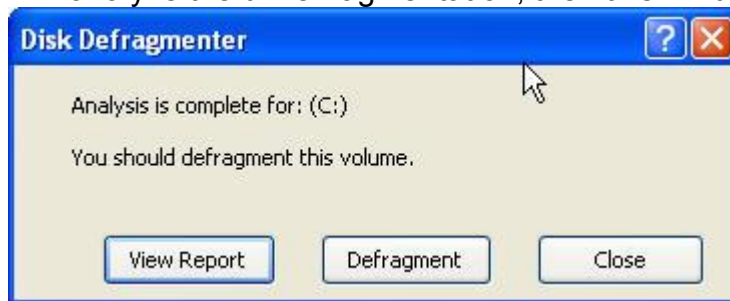 Disk Defragmenter
Analysis is complete for: (C:)
You should defragment this volume.
View Report Defragment Close